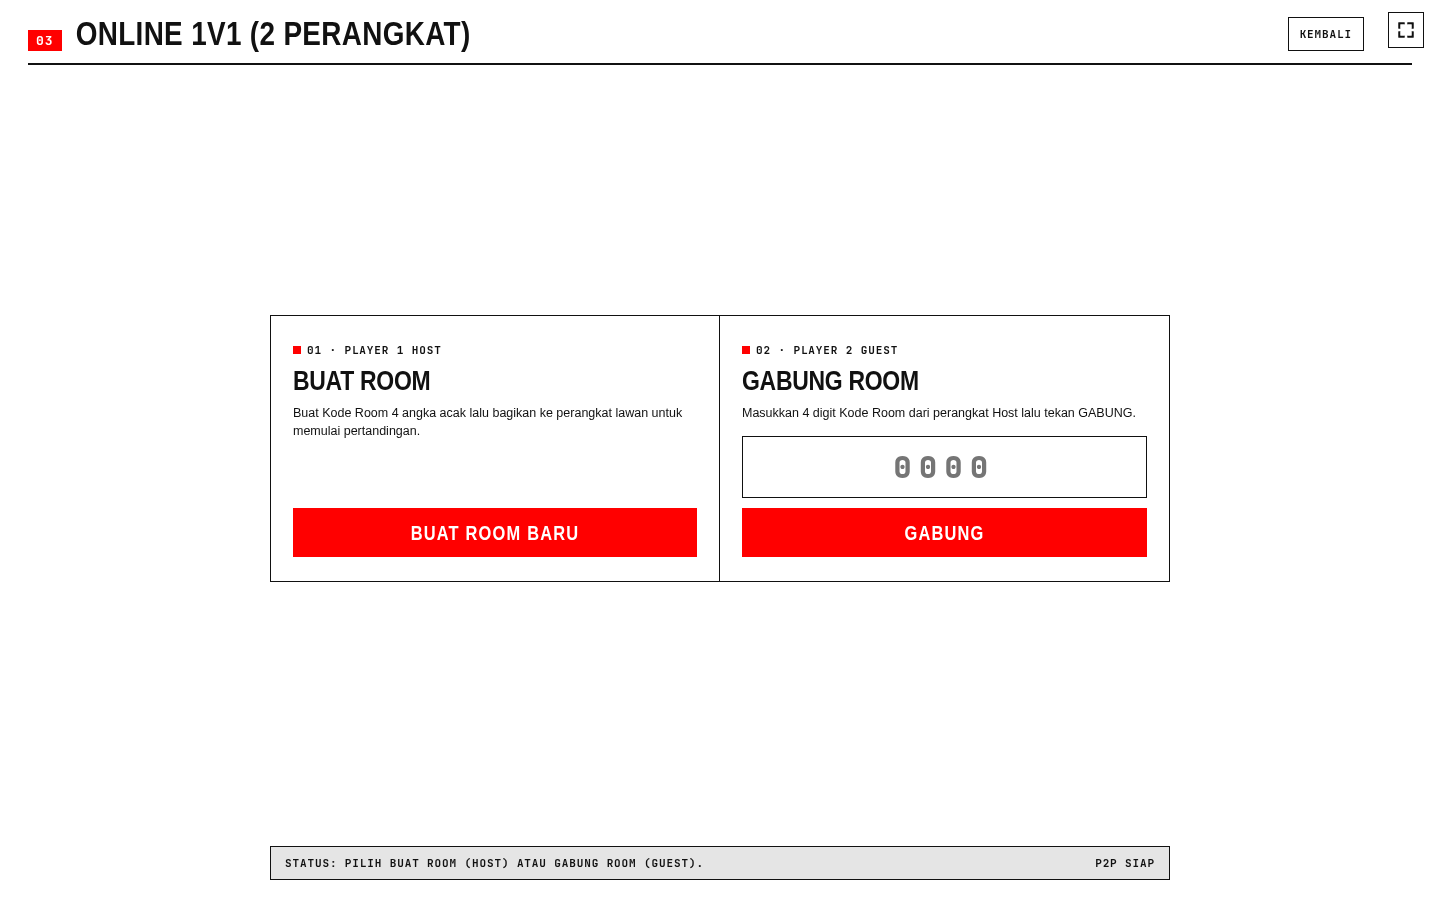 03 ONLINE 1V1 (2 PERANGKAT)
KEMBALI
01 · PLAYER 1 HOST
BUAT ROOM
Buat Kode Room 4 angka acak lalu bagikan ke perangkat lawan untuk
memulai pertandingan.
BUAT ROOM BARU
02 · PLAYER 2 GUEST
GABUNG ROOM
Masukkan 4 digit Kode Room dari perangkat Host lalu tekan GABUNG.
0000
GABUNG
STATUS: PILIH BUAT ROOM (HOST) ATAU GABUNG ROOM (GUEST).
P2P SIAP